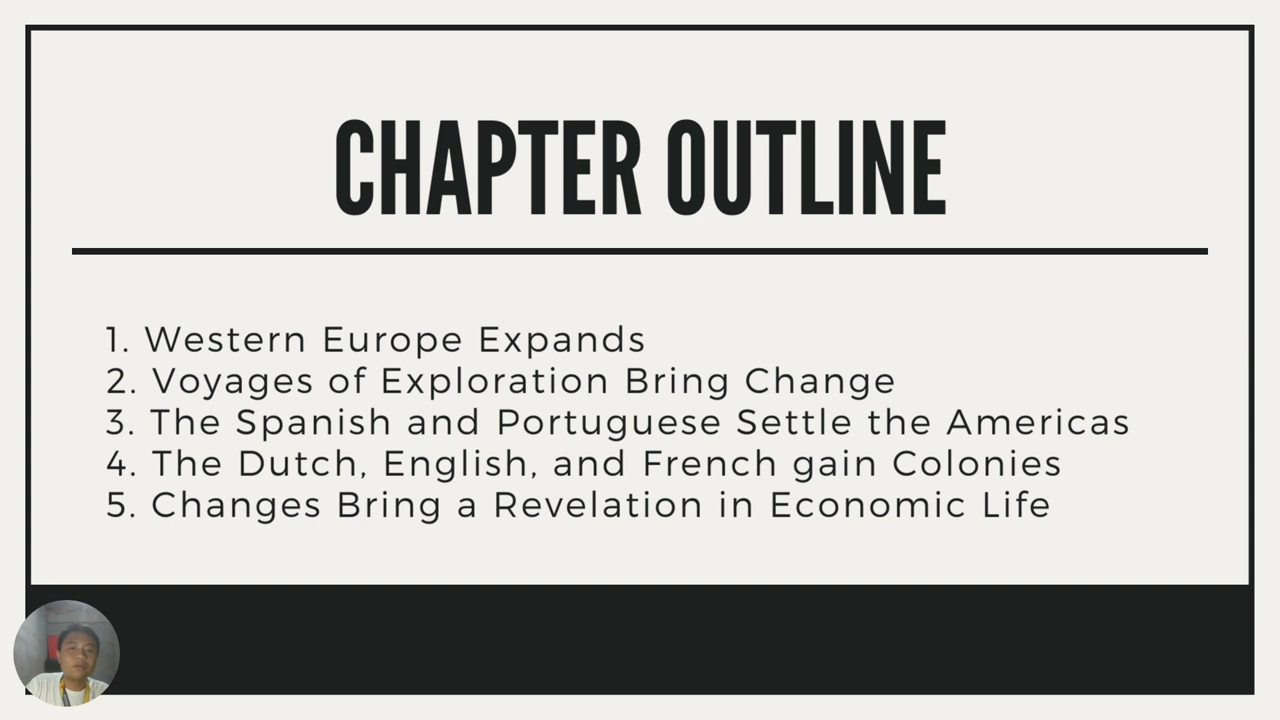 CHAPTER OUTLINE
1. Western Europe Expands
2. Voyages of Exploration Bring Change
3. The Spanish and Portuguese Settle the Americas
4. The Dutch, English, and French gain Colonies
5. Changes Bring a Revelation in Economic Life